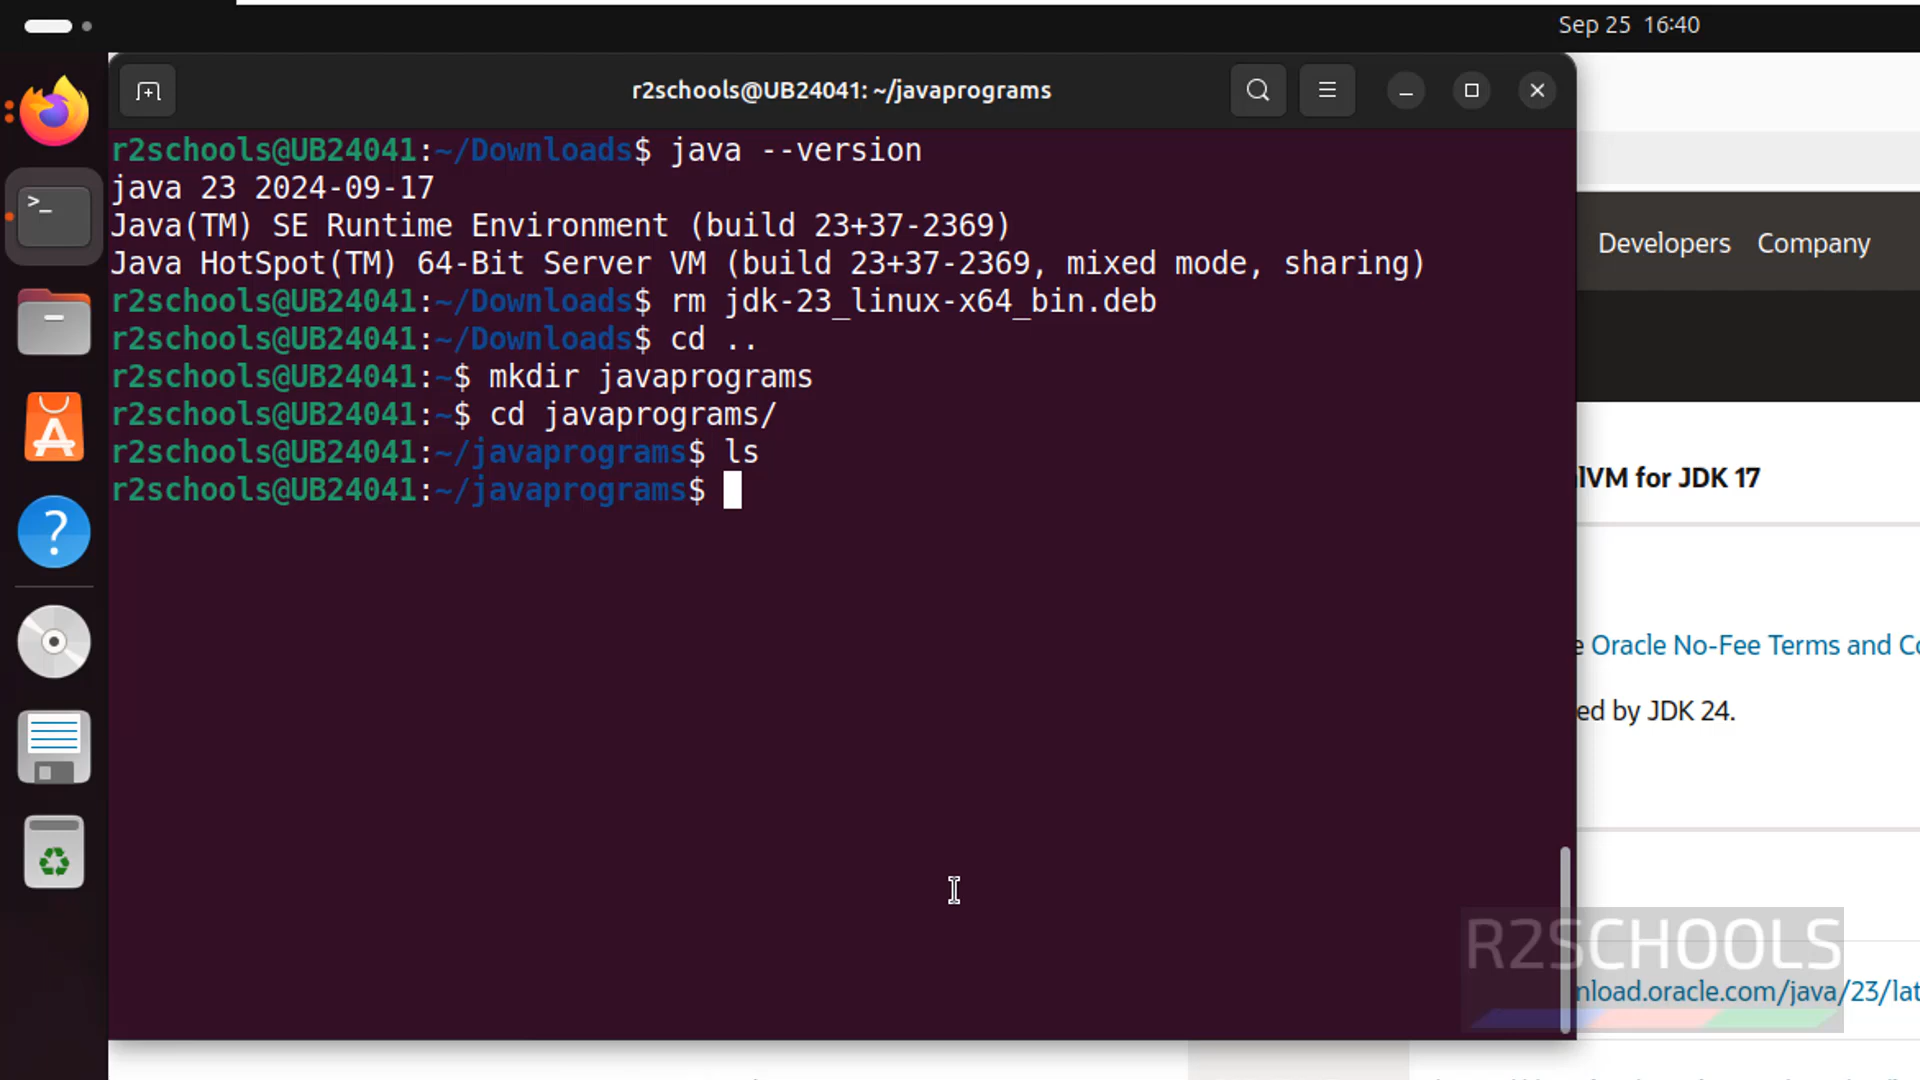 Sep 25 16:40
r2schools@UB24041: ~/javaprograms
r2schools@UB24041:~/Downloads$ java --version
java 23 2024-09-17
Java(TM) SE Runtime Environment (build 23+37-2369)
Java HotSpot(TM) 64-Bit Server VM (build 23+37-2369, mixed mode, sharing)
r2schools@UB24041:~/Downloads$ rm jdk-23_linux-x64_bin.deb
r2schools@UB24041:~/Downloads$ cd ..
r2schools@UB24041:~$ mkdir javaprograms
r2schools@UB24041:~$ cd javaprograms/
r2schools@UB24041:~/javaprograms$ ls
r2schools@UB24041:~/javaprograms$
Developers Company
lVM for JDK 17
e Oracle No-Fee Terms and Co
ed by JDK 24.
R2SCHOOLS
nload.oracle.com/java/23/lat